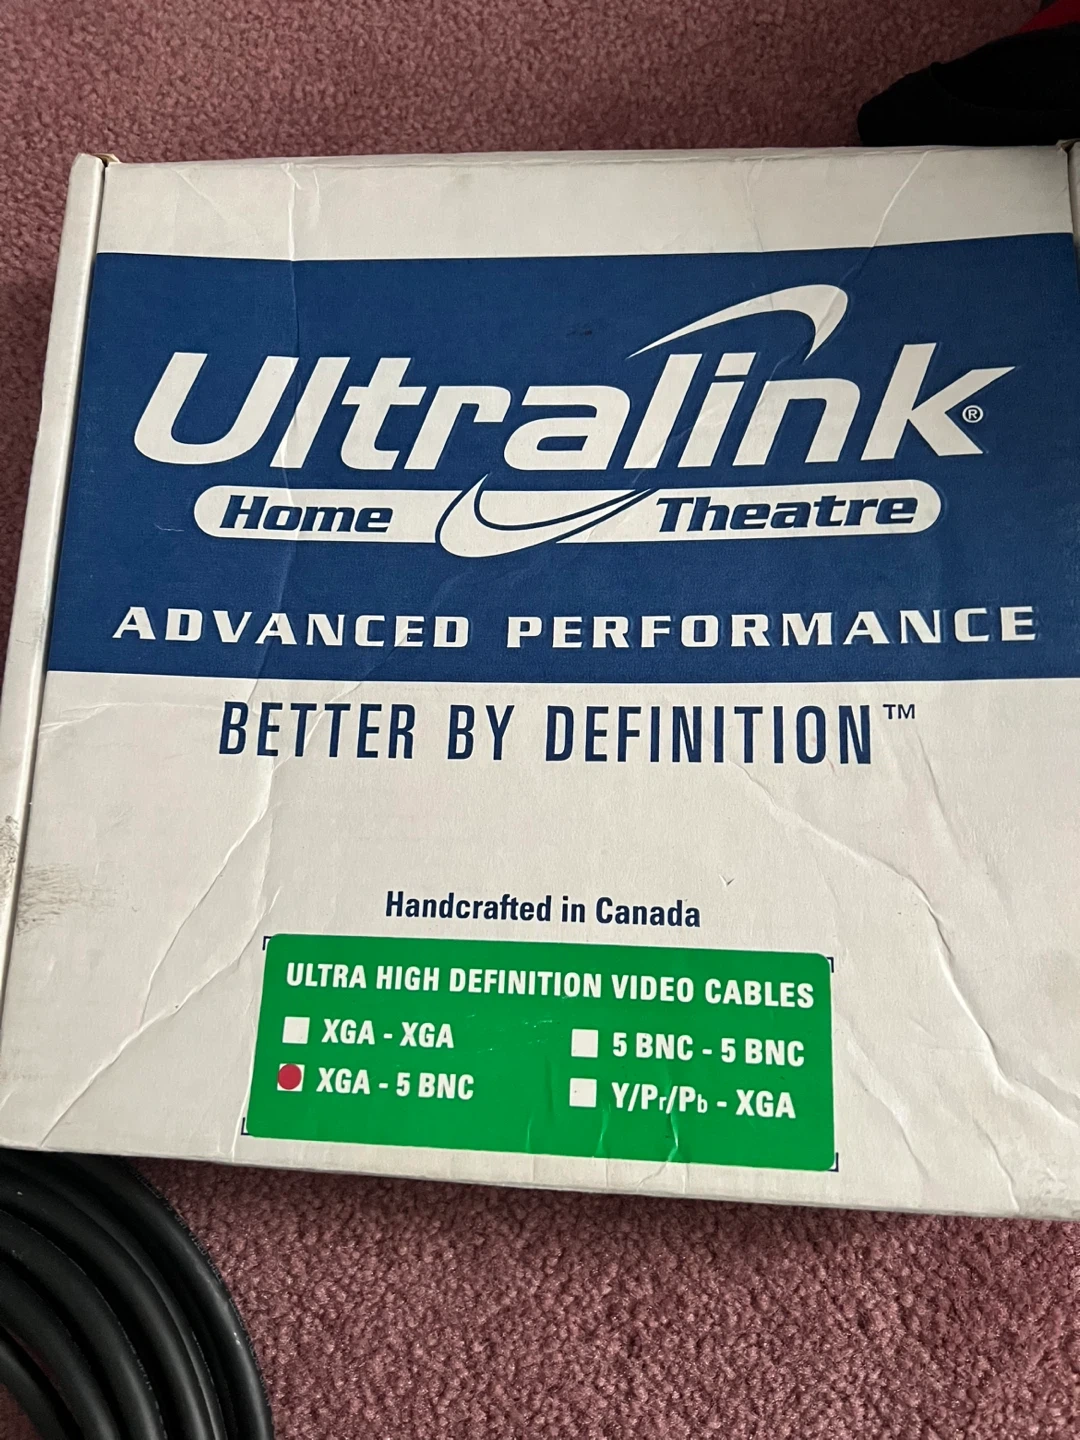 Ultralink®
Home Theatre
ADVANCED PERFORMANCE
BETTER BY DEFINITION™
Handcrafted in Canada
ULTRA HIGH DEFINITION VIDEO CABLES
XGA - XGA
5 BNC - 5 BNC
XGA - 5 BNC
Y/Pr/Pb - XGA